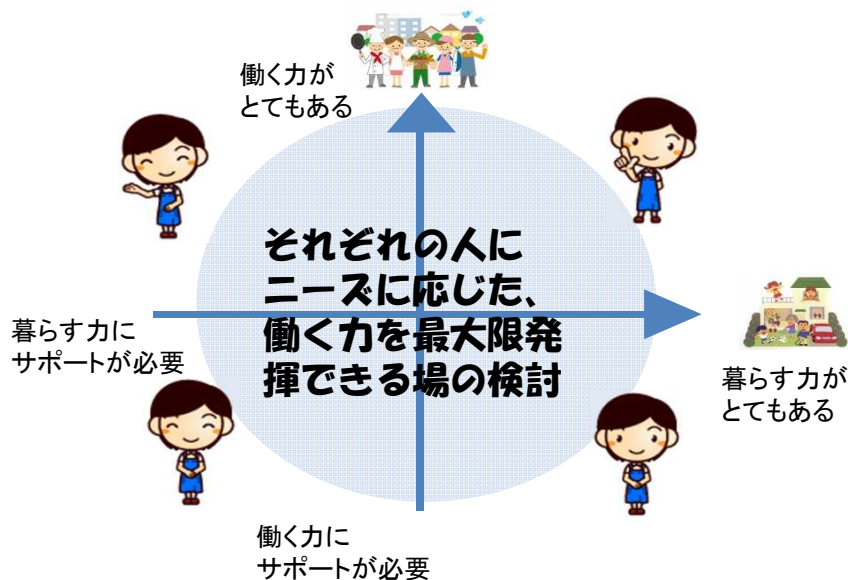 働く力が
とてもある
それぞれの人に
ニーズに応じた、
働く力を最大限発
揮できる場の検討
暮らす力に
サポートが必要
暮らす力が
とてもある
働く力に
サポートが必要